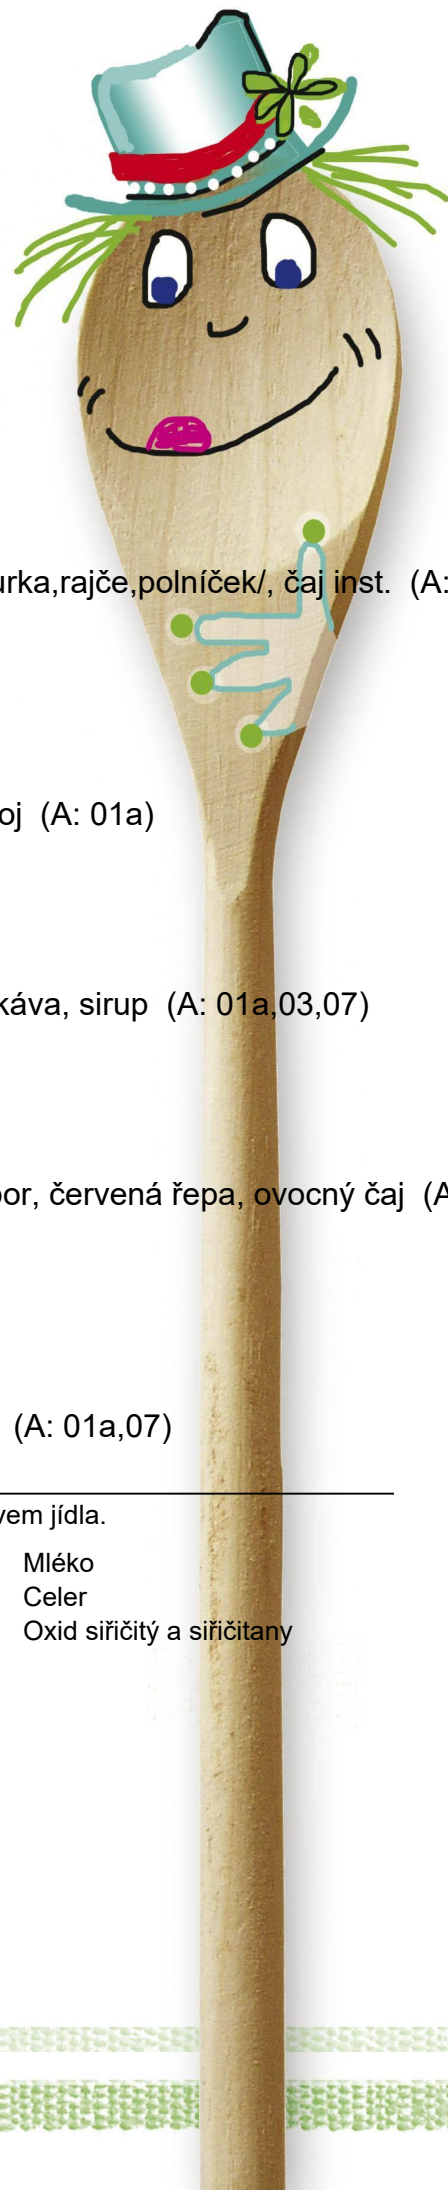 urka,rajče,polníček/, čaj inst. (A:
oj (A: 01a)
káva, sirup (A: 01a,03,07)
or, červená řepa, ovocný čaj (A
(A: 01a,07)
vem jídla.
Mléko
Celer
Oxid siřičitý a siřičitany